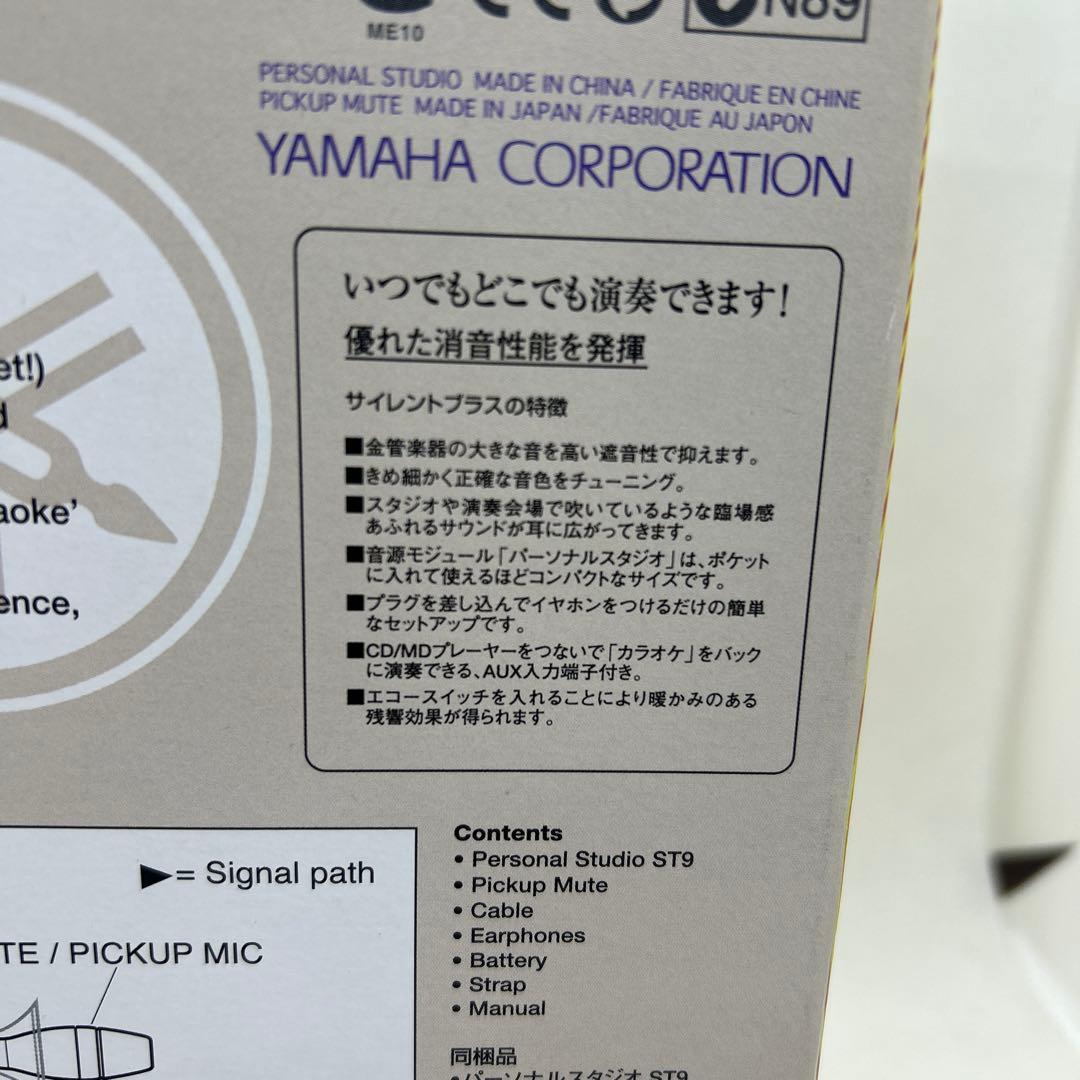 ME10
N89
PERSONAL STUDIO MADE IN CHINA / FABRIQUE EN CHINE
PICKUP MUTE MADE IN JAPAN /FABRIQUE AU JAPON
YAMAHA CORPORATION
いつでもどこでも演奏できます!
優れた消音性能を発揮
サイレントブラスの特徴
■金管楽器の大きな音を高い遮音性で抑えます。
■きめ細かく正確な音色をチューニング。
■スタジオや演奏会場で吹いているような臨場感
あふれるサウンドが耳に広がってきます。
■音源モジュール「パーソナルスタジオ」は、ポケット
に入れて使えるほどコンパクトなサイズです。
■プラグを差し込んでイヤホンをつけるだけの簡単
なセットアップです。
■CD/MDプレーヤーをつないで「カラオケ」をバック
に演奏できる、AUX入力端子付き。
■エコースイッチを入れることにより暖かみのある
残響効果が得られます。
et!)
d
aoke'
ence,
►= Signal path
TE / PICKUP MIC
Contents
• Personal Studio ST9
• Pickup Mute
• Cable
• Earphones
• Battery
• Strap
• Manual
同梱品
•パーソナルスタジオ ST9